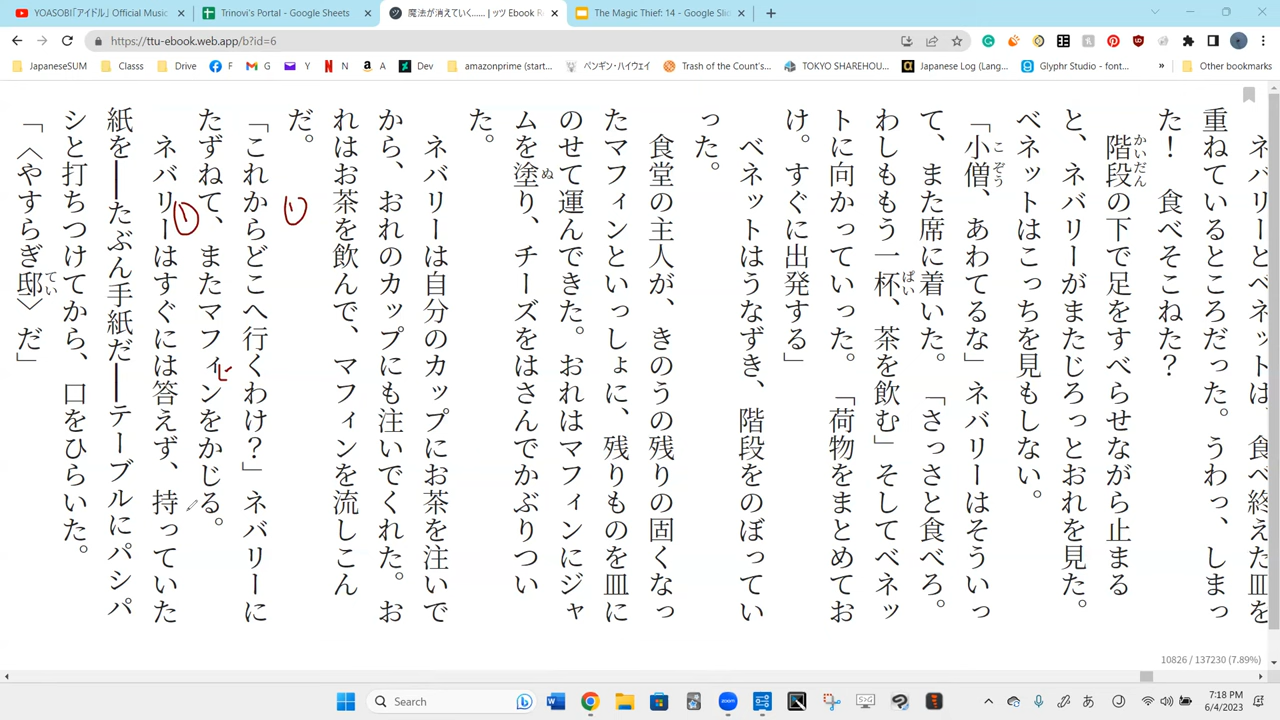 YOASOBI「アイドル」 Official Music
Trinovi's Portal - Google Sheets
魔法が消えていく…… | ッツ Ebook Re
The Magic Thief: 14 - Google Slid
https://ttu-ebook.web.app/b?id=6
JapaneseSUM
Classs
Drive
F
G
Y
N
A
Dev
amazonprime (start...
ペンギン・ハイウェイ
Trash of the Count's...
TOKYO SHAREHOU...
Japanese Log (Lang...
Glyphr Studio - font...
»
Other bookmarks
ネバリーとベネットは、食べ終えた皿を
重ねているところだった。うわっ、しまっ
た！　食べそこねた？
階段の下で足をすべらせながら止まる
かいだん
と、ネバリーがまたじろっとおれを見た。
ベネットはこっちを見もしない。
「小僧、あわてるな」ネバリーはそういっ
こぞう
て、また席に着いた。「さっさと食べろ。
わしももう一杯、茶を飲む」そしてベネッ
ぱい
トに向かっていった。「荷物をまとめてお
け。すぐに出発する」
ベネットはうなずき、階段をのぼってい
った。
食堂の主人が、きのうの残りの固くなっ
たマフィンといっしょに、残りものを皿に
のせて運んできた。おれはマフィンにジャ
ムを塗り、チーズをはさんでかぶりつい
ぬ
た。
ネバリーは自分のカップにお茶を注いで
から、おれのカップにも注いでくれた。お
れはお茶を飲んで、マフィンを流しこん
だ。
「これからどこへ行くわけ？」ネバリーに
たずねて、またマフィンをかじる。
ネバリーはすぐには答えず、持っていた
紙を――たぶん手紙だ――テーブルにパシパ
シと打ちつけてから、口をひらいた。
「〈やすらぎ邸〉だ」
てい
10826 / 137230 (7.89%)
Search
あ
7:18 PM
6/4/2023